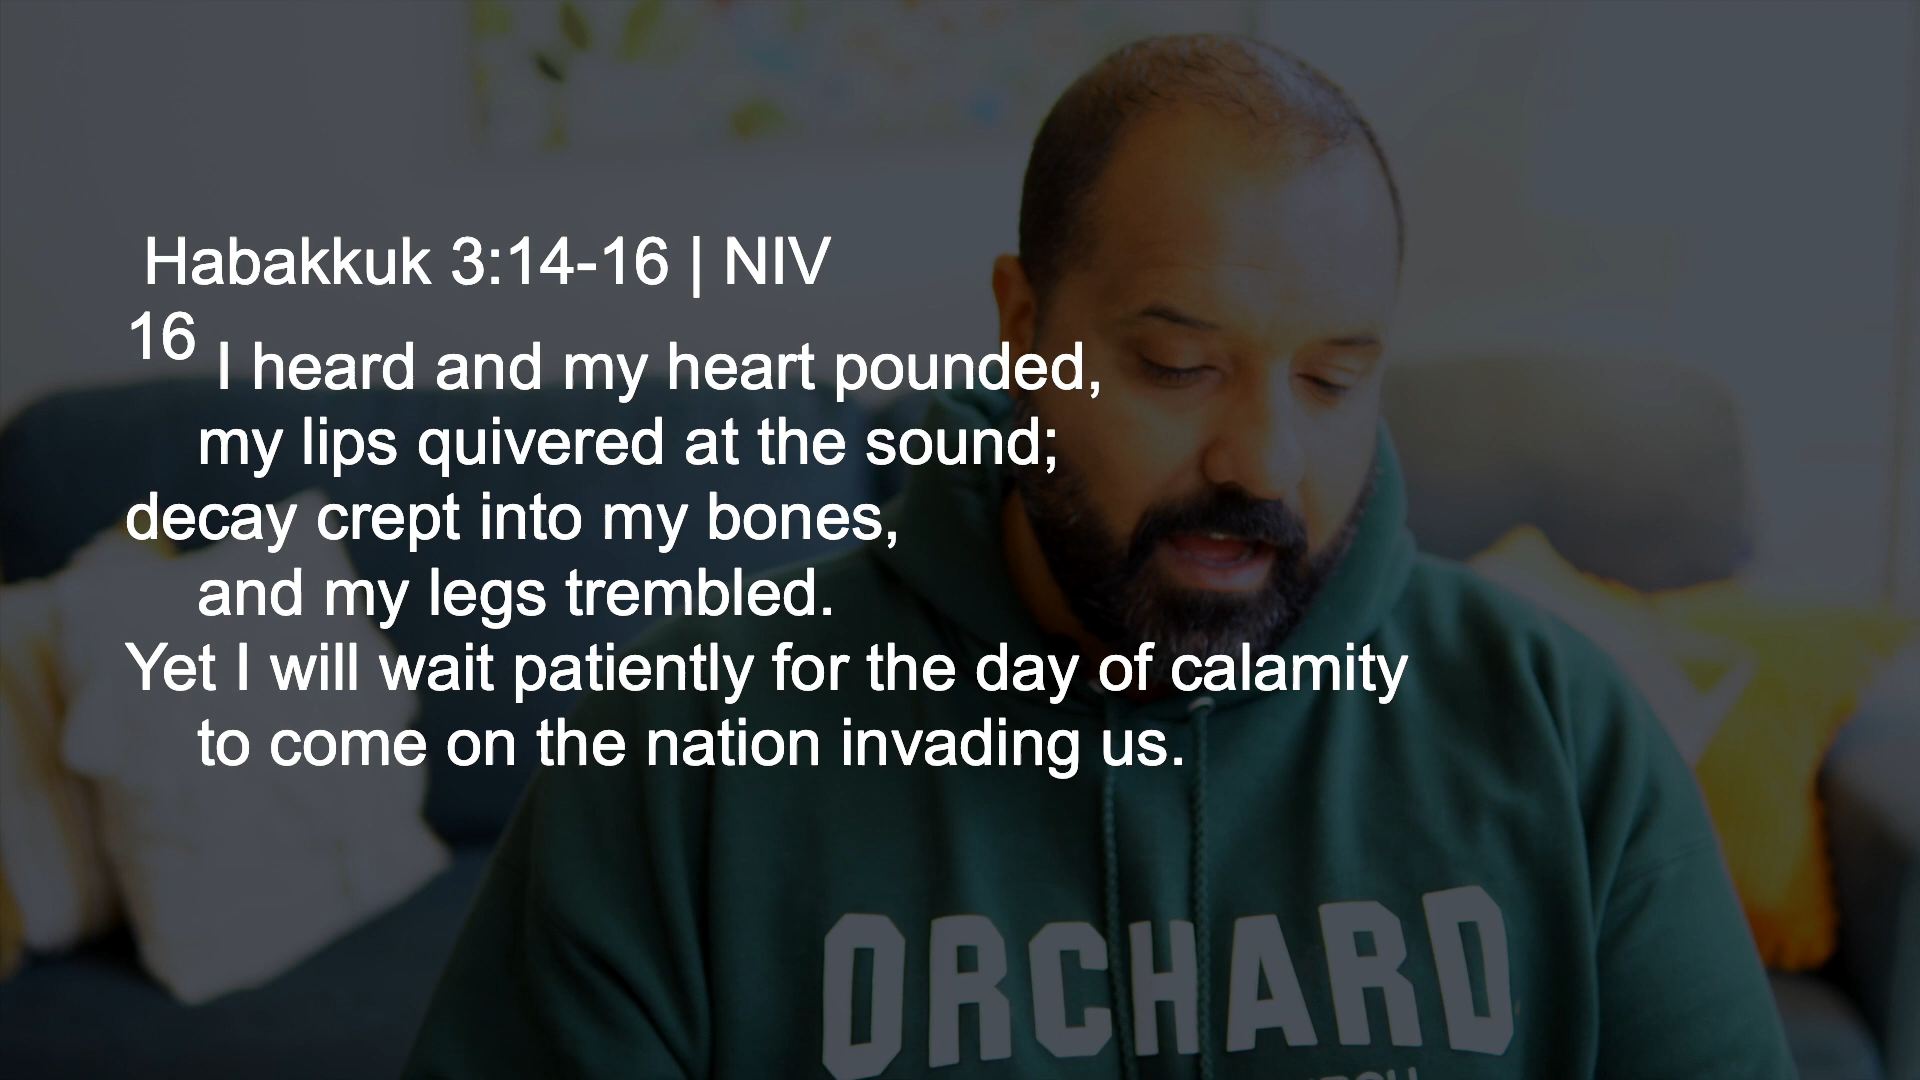 Habakkuk 3:14-16 | NIV
16 I heard and my heart pounded,
my lips quivered at the sound;
decay crept into my bones,
and my legs trembled.
Yet I will wait patiently for the day of calamity
to come on the nation invading us.
ORCHARD